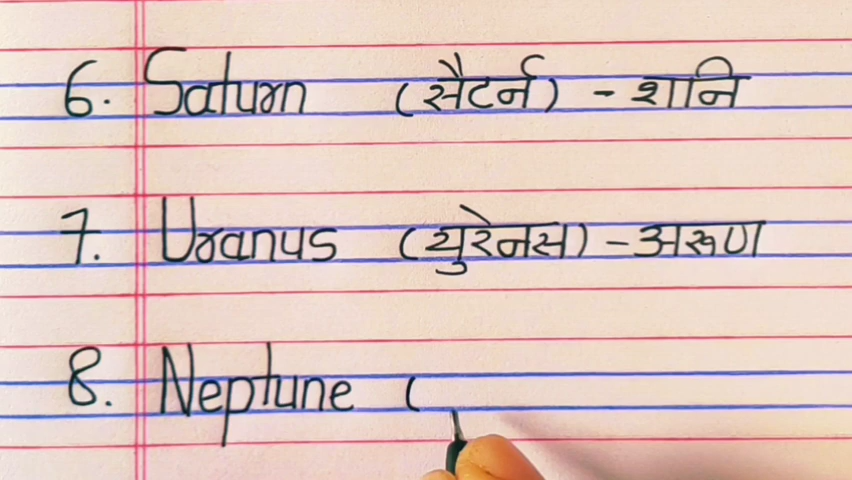 6. Saturn (सैटर्न) - शनि
7. Uranus (युरेनस) - अरूण
8. Neptune (